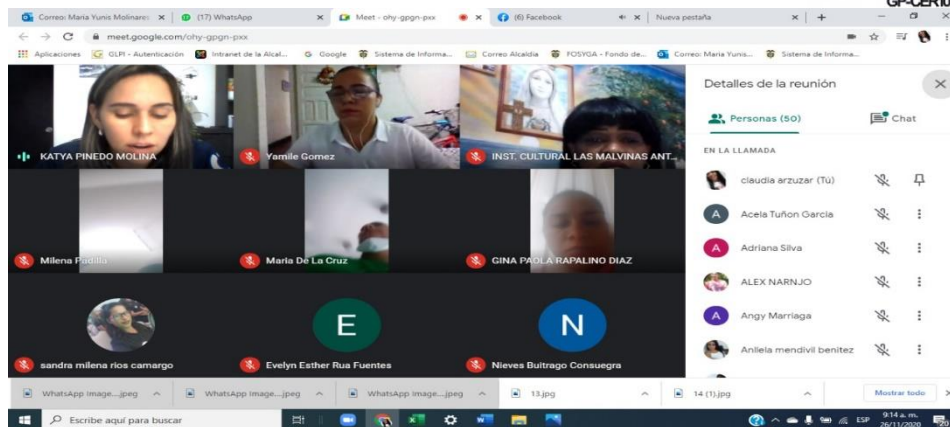 GP-CER10
Correo: Maria Yunis Molinares
(17) WhatsApp
Meet - ohy-gpgn-pxx
(6) Facebook
Nueva pestaña
meet.google.com/ohy-gpgn-pxx
Aplicaciones
GLPI - Autenticación
Intranet de la Alcal...
Google
Sistema de Informa...
Correo Alcaldia
FOSYGA - Fondo de...
Correo: Maria Yunis...
Sistema de Informa...
KATYA PINEDO MOLINA
Yamile Gomez
INST. CULTURAL LAS MALVINAS ANT...
Milena Padilla
Maria De La Cruz
GINA PAOLA RAPALINO DIAZ
E
N
sandra milena rios camargo
Evelyn Esther Rua Fuentes
Nieves Buitrago Consuegra
Detalles de la reunión
Personas (50)
Chat
EN LA LLAMADA
claudia arzuzar (Tú)
A
Acela Tuñon Garcia
A
Adriana Silva
ALEX NARNJO
A
Angy Marriaga
Anllela mendivil benitez
WhatsApp Image....jpeg
WhatsApp Image....jpeg
WhatsApp Image....jpeg
13.jpg
14 (1).jpg
Mostrar todo
Escribe aquí para buscar
ESP
9:14 a. m.
26/11/2020